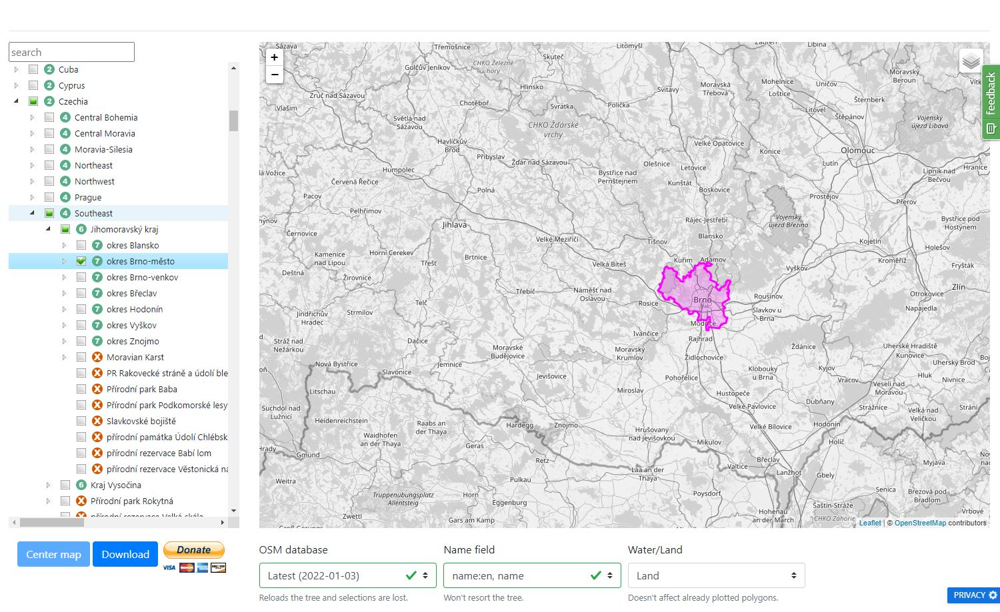 search
2 Cuba
2 Cyprus
2 Czechia
4 Central Bohemia
4 Central Moravia
4 Moravia-Silesia
4 Northeast
4 Northwest
4 Prague
4 Southeast
6 Jihomoravský kraj
7 okres Blansko
7 okres Brno-město
7 okres Brno-venkov
7 okres Břeclav
7 okres Hodonín
7 okres Vyškov
7 okres Znojmo
X Moravian Karst
X PR Rakovecké stráně a údolí ble
X Přírodní park Baba
X Přírodní park Podkomorské lesy
X Slavkovské bojiště
X přírodní památka Údolí Chlébsk
X přírodní rezervace Babí lom
X přírodní rezervace Věstonická na
6 Kraj Vysočina
X Přírodní park Rokytná
Center map
Download
Donate
VISA
MasterCard
DISCOVER
+
−
Sázava
Třemošnice
Litomyšl
Zábřeh
Libina
Skuteč
CHKO Železné
hory
Golčův Jeníkov
Moravský
Beroun
Hlinsko
Svitavy
Moravská
Třebová
Mohelnice
Loštice
Uničov
Zruč nad Sázavou
Vlašim
Chotěboř
Svratka
Polička
Litovel
Šternberk
Štěpánov
Vojenský
újezd Libavá
Světlá nad
Sázavou
CHKO Žďárské
vrchy
Havlíčkův
Brod
Přibyslav
Žďár nad Sázavou
Velké Opatovice
Konice
Olomouc
Olešnice
Letovice
Lutín
Hranice
Lipník nad
Bečvou
Humpolec
Bystřice nad
Pernštejnem
Kunštát
Boskovice
Červená Řečice
Pacov
Polná
Prostějov
Přerov
Pelhřimov
Jihlava
Rájec-Jestřebí
Vojenský
újezd Březina
Bystřice pod
Hostýnem
Černovice
Velké Meziříčí
Tišnov
Blansko
Kojetín
Holešov
Kamenice
nad Lipou
Horní Cerekev
Třešť
Brtnice
Velká Bíteš
Kuřim
Adamov
Vyškov
Kroměříž
Fryšták
Deštná
Žirovnice
Telč
Třebíč
Náměšť nad
Oslavou
Rosice
Brno
Rousínov
Zlín
Otrokovice
Napajedla
Jindřichův
Hradec
Strmilov
Slavkov u
Brna
Modřice
Ivančice
Rajhrad
Dačice
Stráž nad
Nežárkou
Moravské
Budějovice
Moravský
Krumlov
Ždánice
Uherské Hradiště
Kunovice
Uherský Brod
Židlochovice
Nová Bystřice
Slavonice
Jemnice
Jevišovice
Pohořelice
Klobouky
u Brna
Kyjov
Vracov
Veselí nad
Moravou
Hluk
Nivnice
Litschau
Miroslav
Hustopeče
Velké Pavlovice
Dubňany
Strážnice
Velká nad
Veličkou
Strání
Suchdol nad
Lužnicí
Heidenreichstein
Raabs an
der Thaya
Hardegg
Znojmo
Velké Bílovice
Hodonín
Hrušovany
nad Jevišovkou
Mikulov
Holíč
Waidhofen
an der Thaya
Geras
Gmünd
Retz
Břeclav
Valtice
Lanžhot
Skalica
Myjava
Weitra
Pulkau
Laa an der
Thaya
Gbely
Senica
Brezová pod
Bradlom
Truppenübungsplatz
Allentsteig
Horn
Eggenburg
Poysdorf
Šaštín-Stráže
Zwettl
Gars am Kamp
Hohenau
an der March
CHKO Záhorie
Vrbové
Leaflet | © OpenStreetMap contributors
feedback
OSM database
Name field
Water/Land
Latest (2022-01-03)
name:en, name
Land
Reloads the tree and selections are lost.
Won't resort the tree.
Doesn't affect already plotted polygons.
PRIVACY